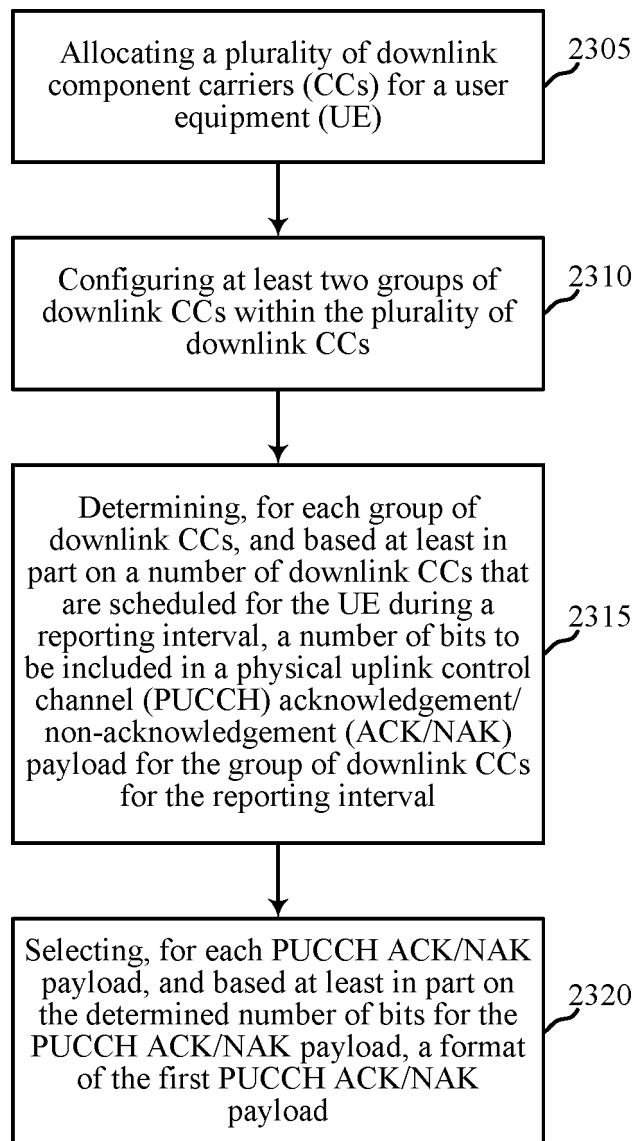 Allocating a plurality of downlink
component carriers (CCs) for a user
equipment (UE)
2305
Configuring at least two groups of
downlink CCs within the plurality of
downlink CCs
2310
Determining, for each group of
downlink CCs, and based at least in
part on a number of downlink CCs that
are scheduled for the UE during a
reporting interval, a number of bits to
be included in a physical uplink control
channel (PUCCH) acknowledgement/
non-acknowledgement (ACK/NAK)
payload for the group of downlink CCs
for the reporting interval
2315
Selecting, for each PUCCH ACK/NAK
payload, and based at least in part on
the determined number of bits for the
PUCCH ACK/NAK payload, a format
of the first PUCCH ACK/NAK
payload
2320